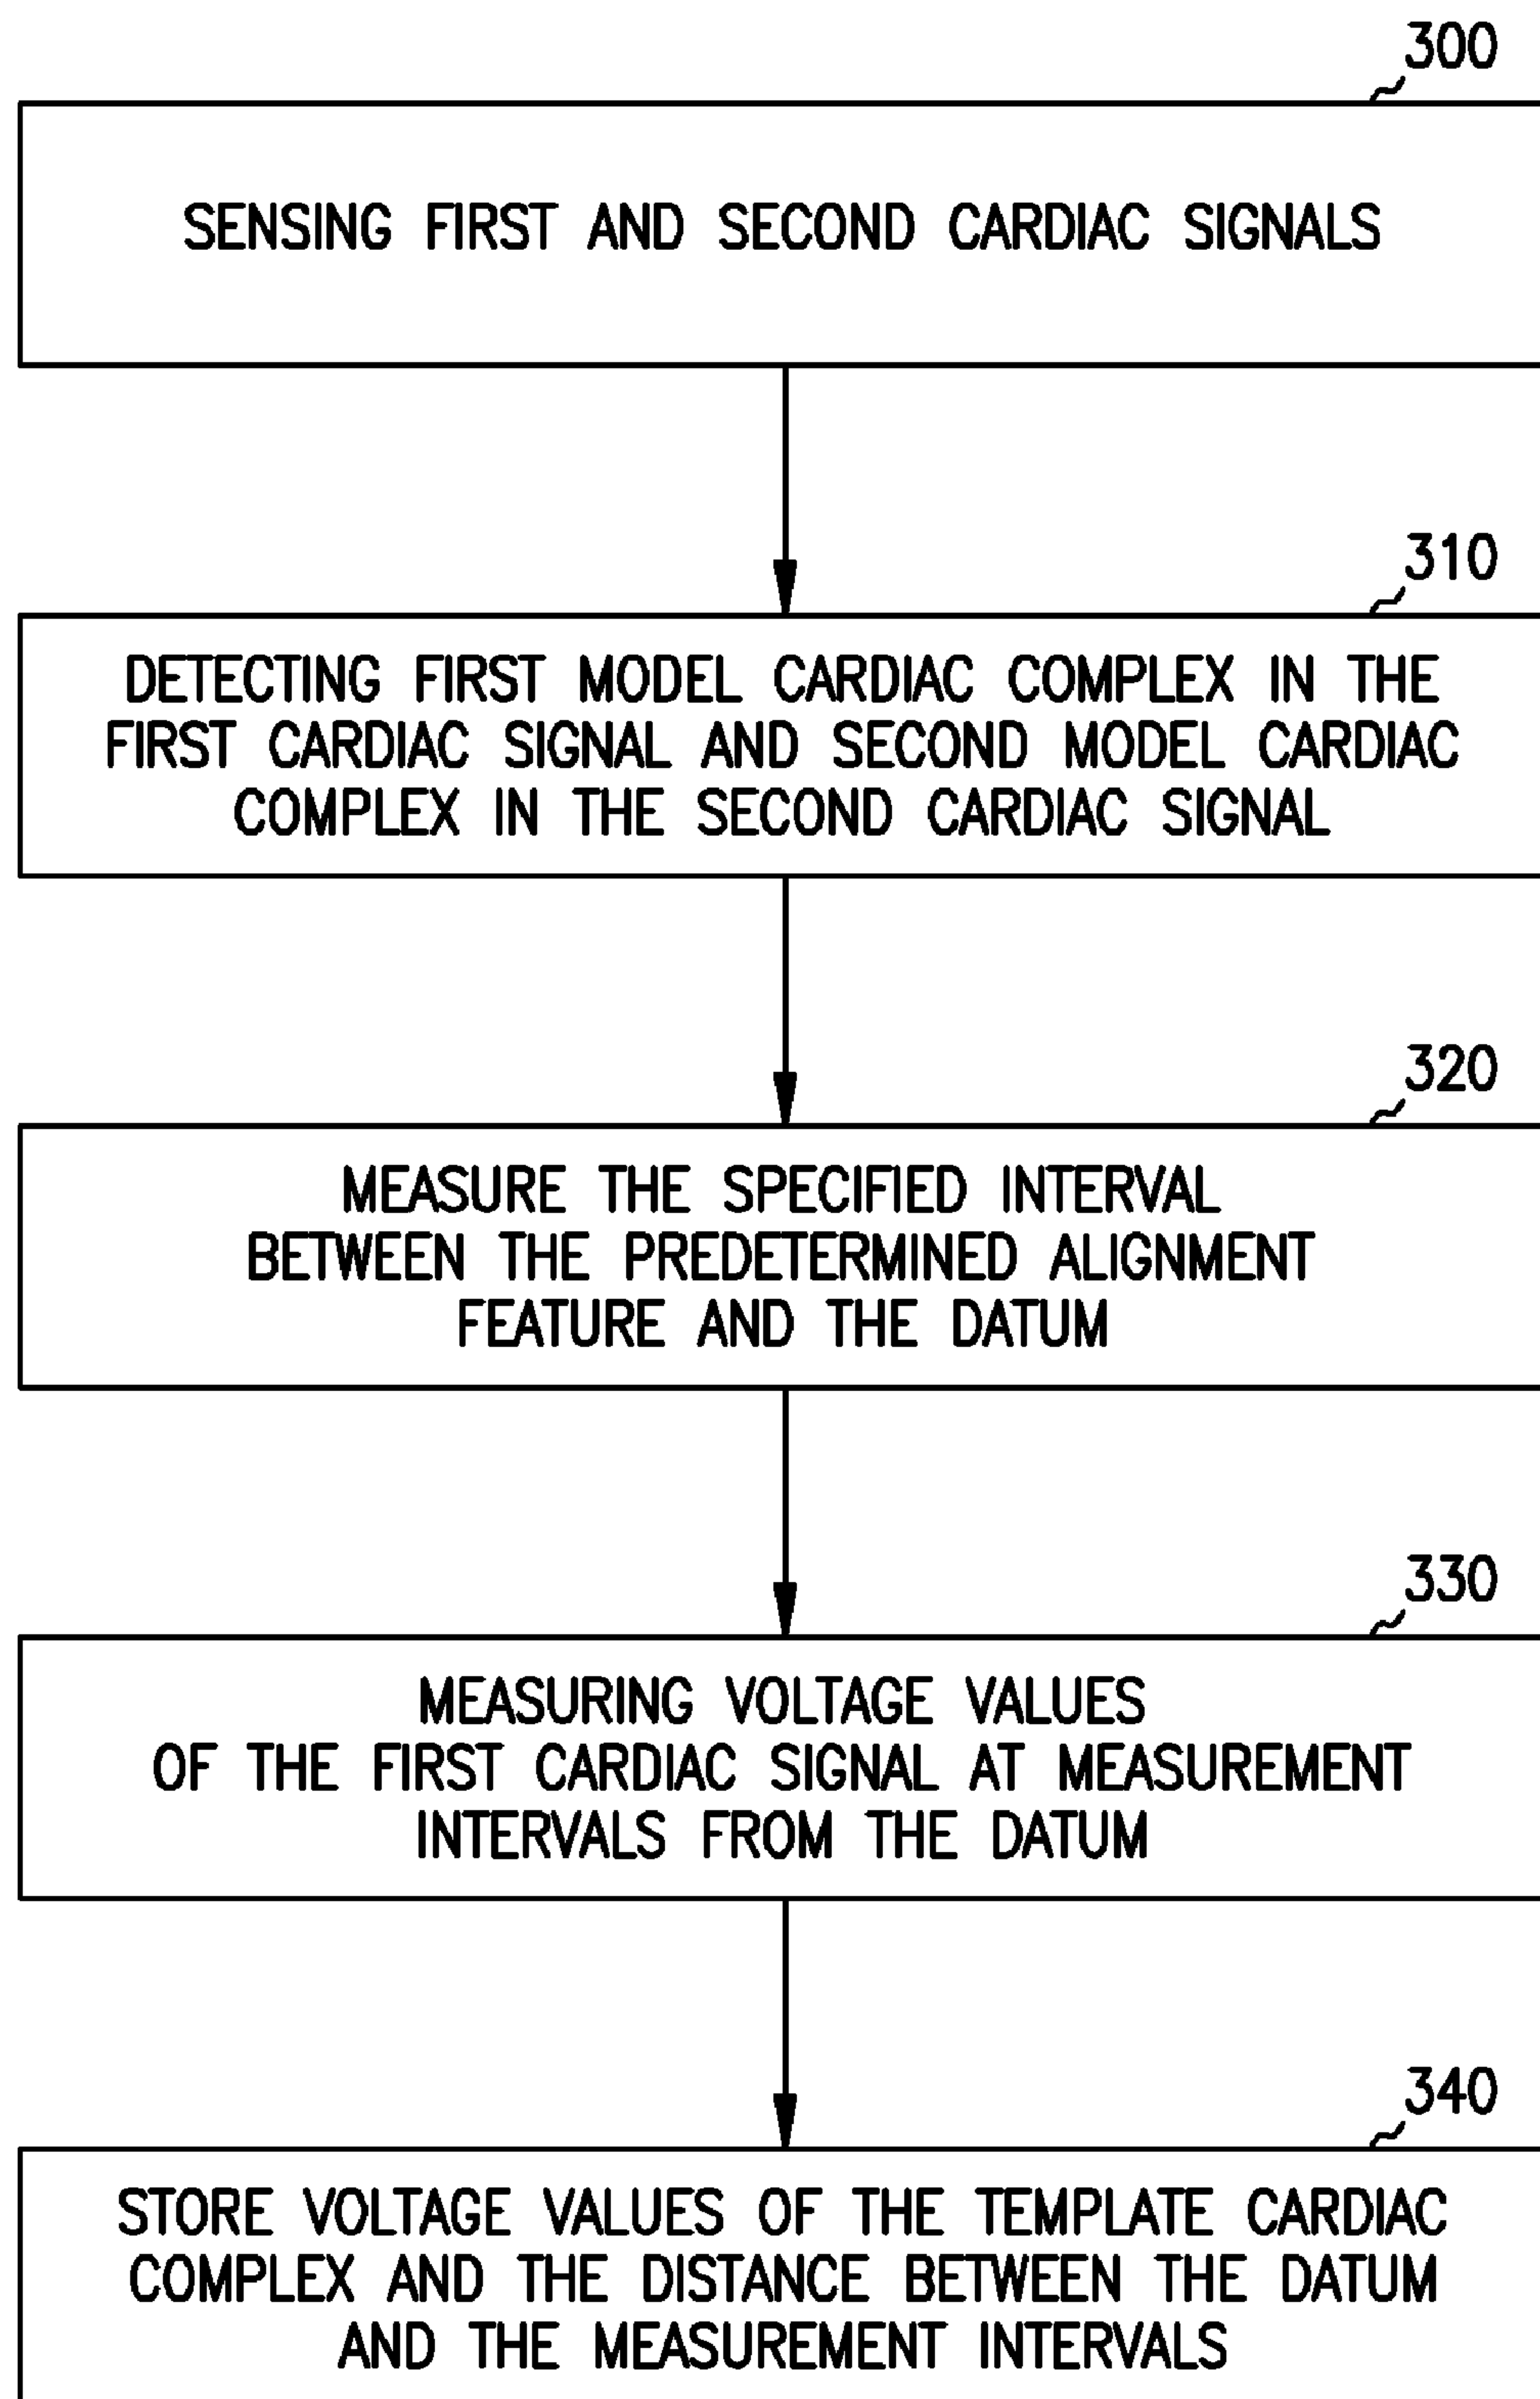 300
SENSING FIRST AND SECOND CARDIAC SIGNALS
310
DETECTING FIRST MODEL CARDIAC COMPLEX IN THE
FIRST CARDIAC SIGNAL AND SECOND MODEL CARDIAC
COMPLEX IN THE SECOND CARDIAC SIGNAL
320
MEASURE THE SPECIFIED INTERVAL
BETWEEN THE PREDETERMINED ALIGNMENT
FEATURE AND THE DATUM
330
MEASURING VOLTAGE VALUES
OF THE FIRST CARDIAC SIGNAL AT MEASUREMENT
INTERVALS FROM THE DATUM
340
STORE VOLTAGE VALUES OF THE TEMPLATE CARDIAC
COMPLEX AND THE DISTANCE BETWEEN THE DATUM
AND THE MEASUREMENT INTERVALS